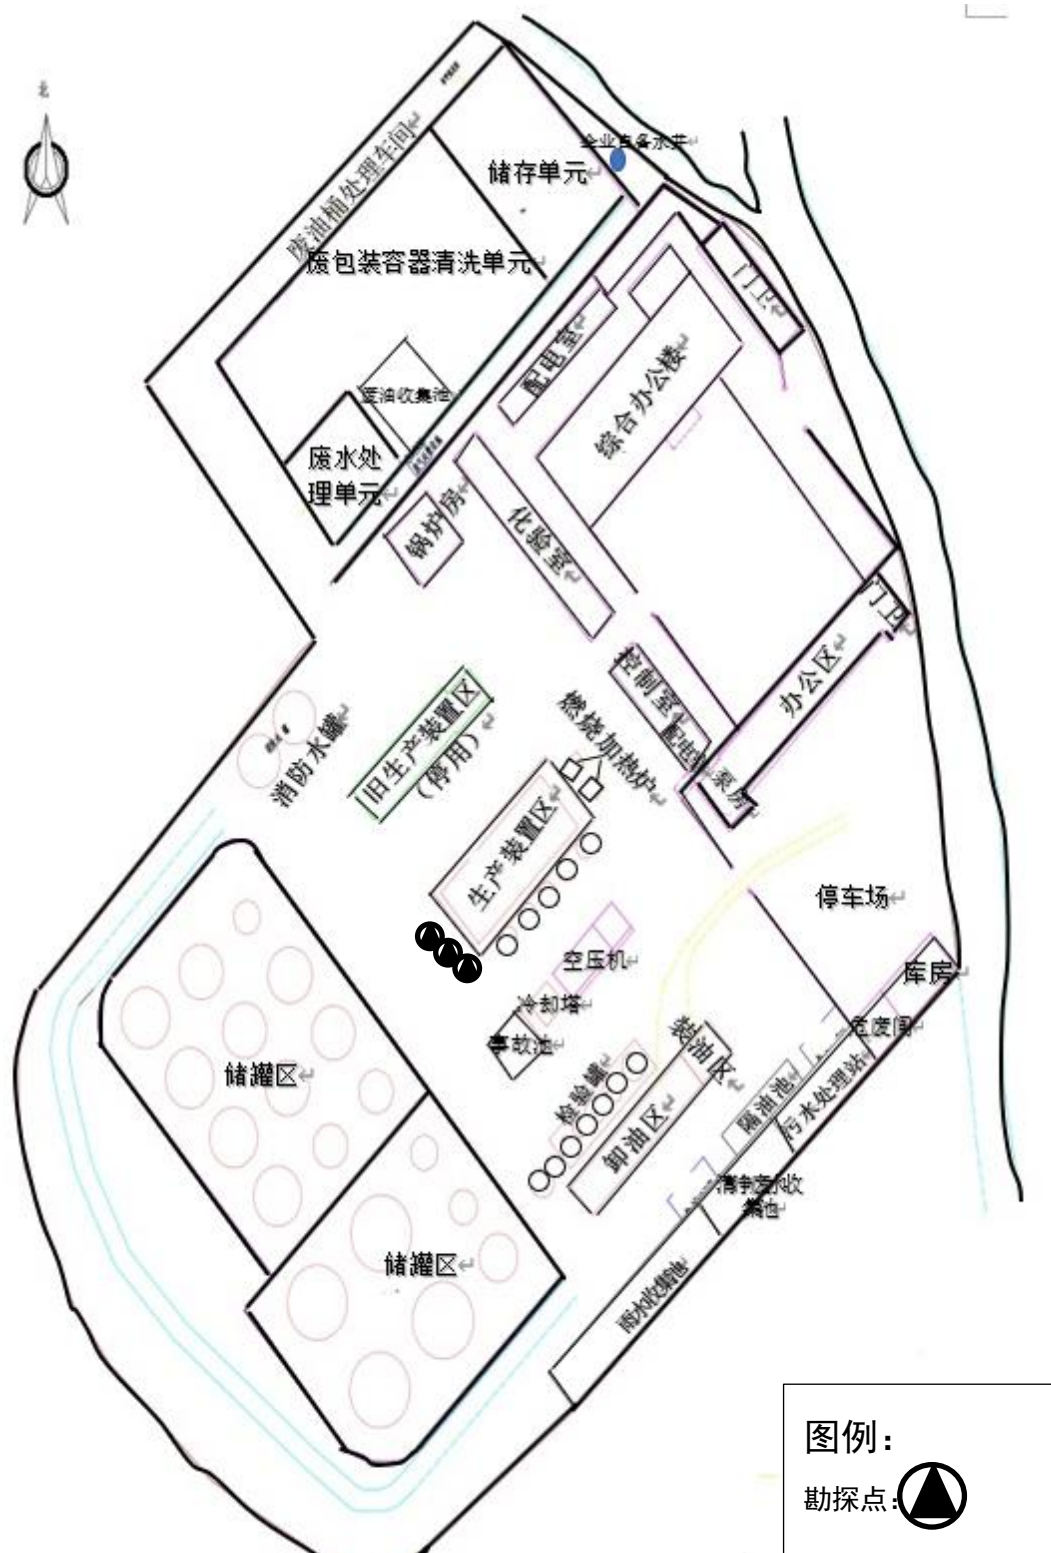 北
企业自备水井
储存单元
废油桶处理车间
废包装容器清洗单元
门卫
配电室
综合办公楼
废油收集池
废水处
理单元
锅炉房
化验室
门卫
办公区
控制室
配电
燃烧加热炉
旧生产装置区
（停用）
消防水罐
泵房
生产装置区
停车场
空压机
库房
冷却塔
危废间
事故池
装油区
检验罐
储罐区
隔油池
污水处理站
卸油区
清净废水收
集池
储罐区
雨水收集池
图例：
勘探点：